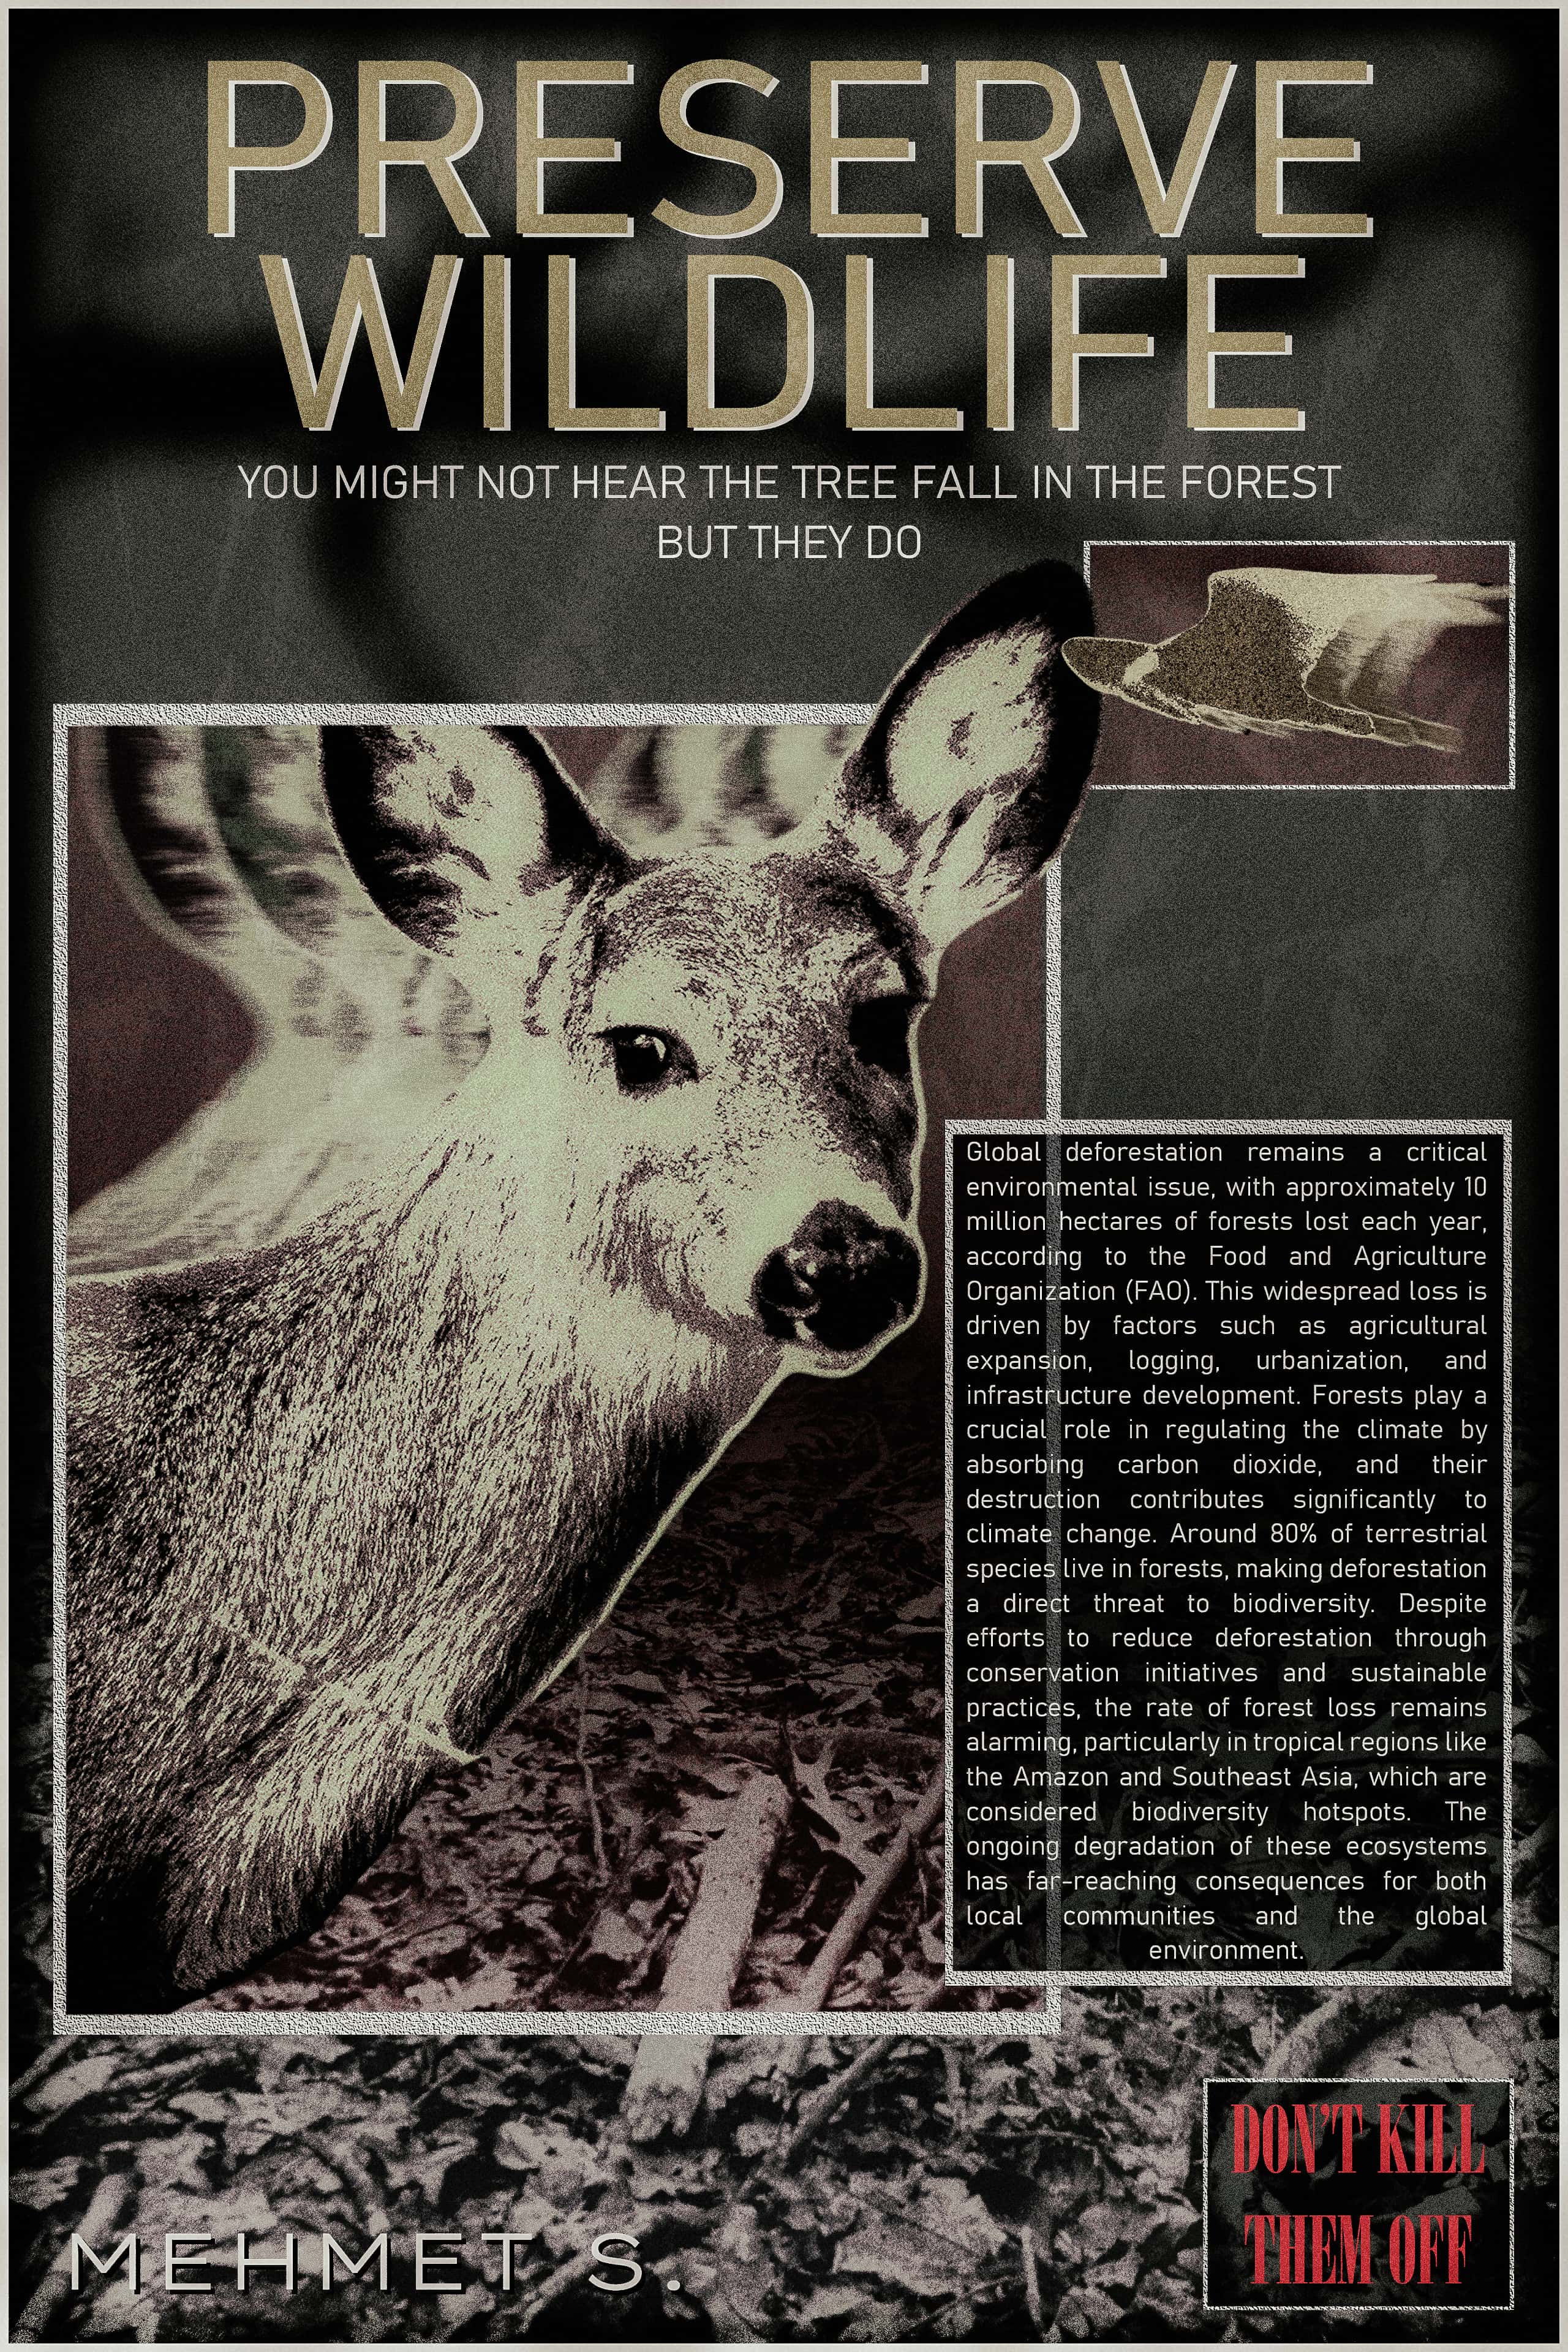 PRESERVE
WILDLIFE
YOU MIGHT NOT HEAR THE TREE FALL IN THE FOREST
BUT THEY DO
Global deforestation remains a critical
environmental issue, with approximately 10
million hectares of forests lost each year,
according to the Food and Agriculture
Organization (FAO). This widespread loss is
driven by factors such as agricultural
expansion, logging, urbanization, and
infrastructure development. Forests play a
crucial role in regulating the climate by
absorbing carbon dioxide, and their
destruction contributes significantly to
climate change. Around 80% of terrestrial
species live in forests, making deforestation
a direct threat to biodiversity. Despite
efforts to reduce deforestation through
conservation initiatives and sustainable
practices, the rate of forest loss remains
alarming, particularly in tropical regions like
the Amazon and Southeast Asia, which are
considered biodiversity hotspots. The
ongoing degradation of these ecosystems
has far-reaching consequences for both
local communities and the global
environment.
DON'T KILL
THEM OFF
MEHMET S.